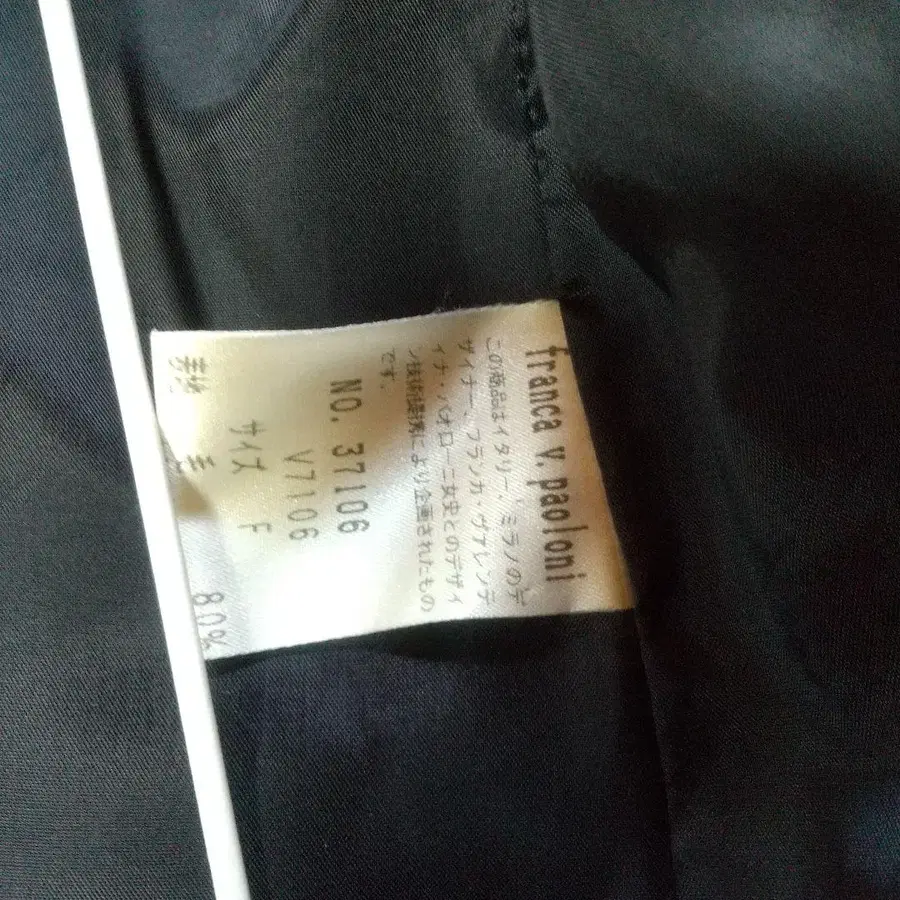 franca v. paoloni
この商品はイタリー、ミラノのデ
ザイナー、フランカ・ヴァレンテ
ィナ・パオローニ女史とのデザイ
ン技術提携により企画されたもの
です。
NO. 37106
V7106
サイズ F
表地 毛 80%